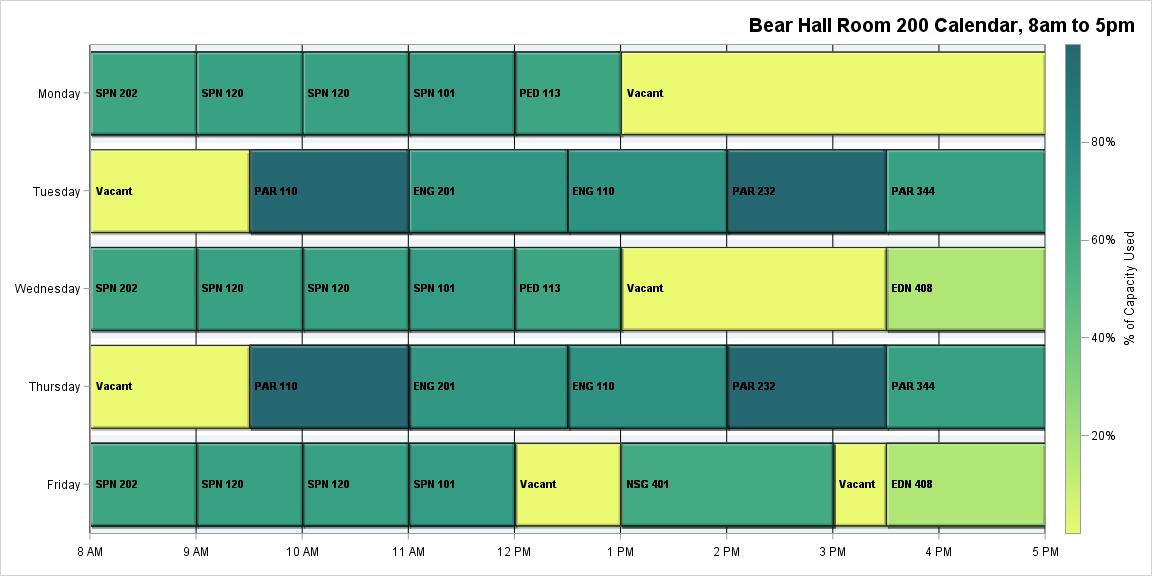 Bear Hall Room 200 Calendar, 8am to 5pm
Monday
SPN 202
SPN 120
SPN 120
SPN 101
PED 113
Vacant
Tuesday
Vacant
PAR 110
ENG 201
ENG 110
PAR 232
PAR 344
Wednesday
SPN 202
SPN 120
SPN 120
SPN 101
PED 113
Vacant
EDN 408
Thursday
Vacant
PAR 110
ENG 201
ENG 110
PAR 232
PAR 344
Friday
SPN 202
SPN 120
SPN 120
SPN 101
Vacant
NSG 401
Vacant
EDN 408
8 AM
9 AM
10 AM
11 AM
12 PM
1 PM
2 PM
3 PM
4 PM
5 PM
80%
60%
40%
20%
% of Capacity Used